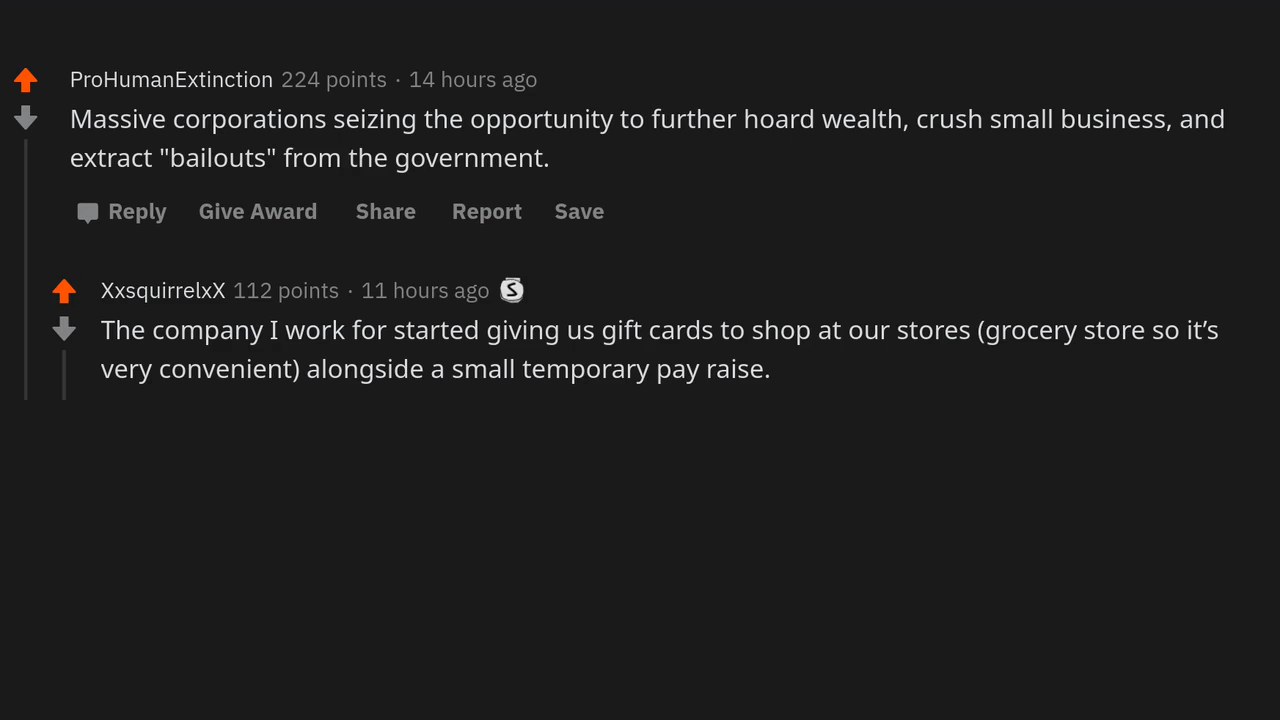 ProHumanExtinction 224 points · 14 hours ago
Massive corporations seizing the opportunity to further hoard wealth, crush small business, and
extract "bailouts" from the government.
Reply Give Award Share Report Save
XxsquirrelxX 112 points · 11 hours ago S
The company I work for started giving us gift cards to shop at our stores (grocery store so it’s
very convenient) alongside a small temporary pay raise.